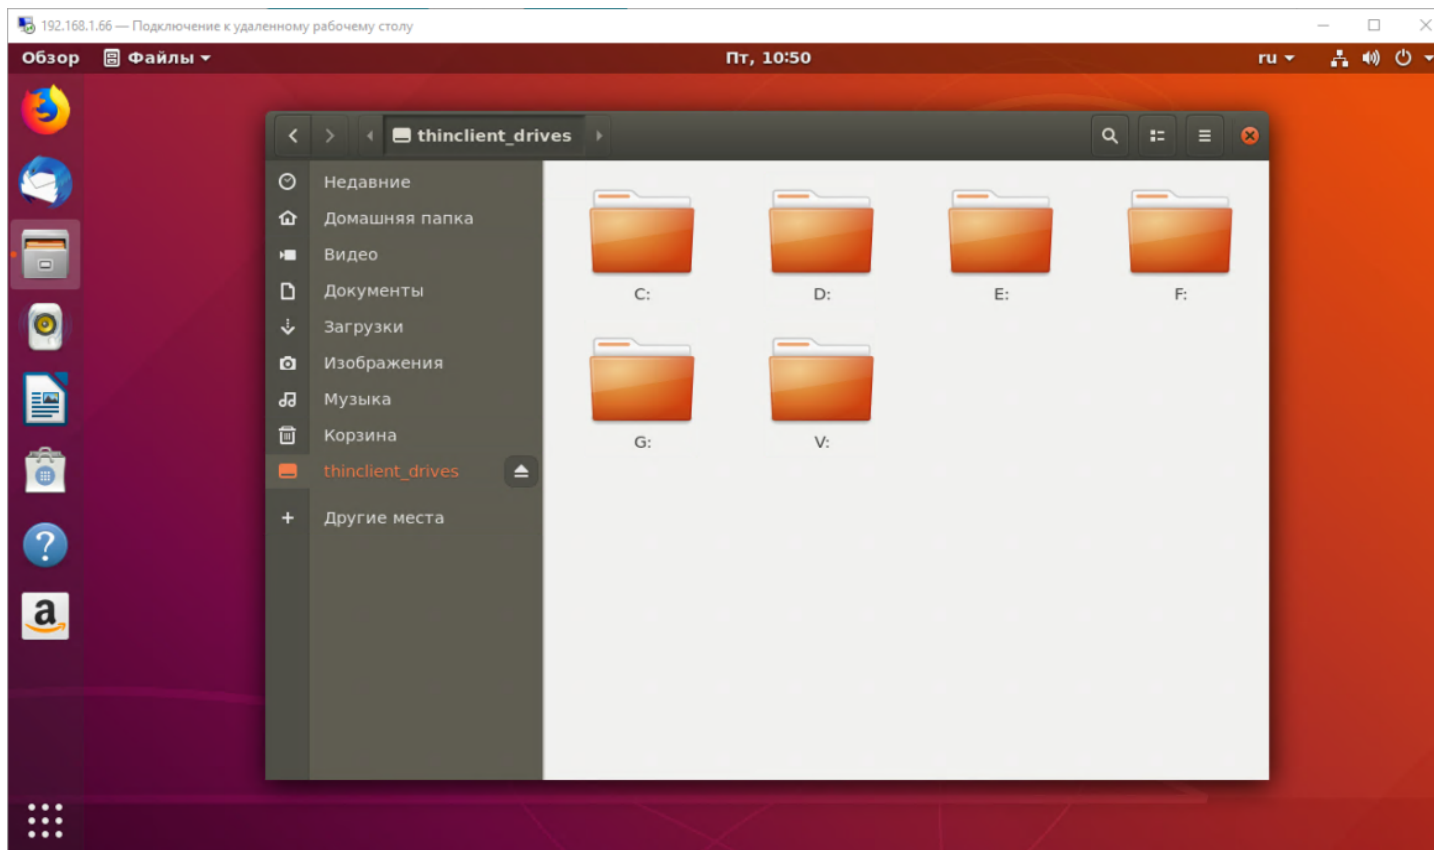 192.168.1.66 — Подключение к удаленному рабочему столу
Обзор Файлы Пт, 10:50 ru
thinclient_drives
Недавние
Домашняя папка
Видео
Документы
Загрузки
Изображения
Музыка
Корзина
thinclient_drives
Другие места
C: D: E: F:
G: V: